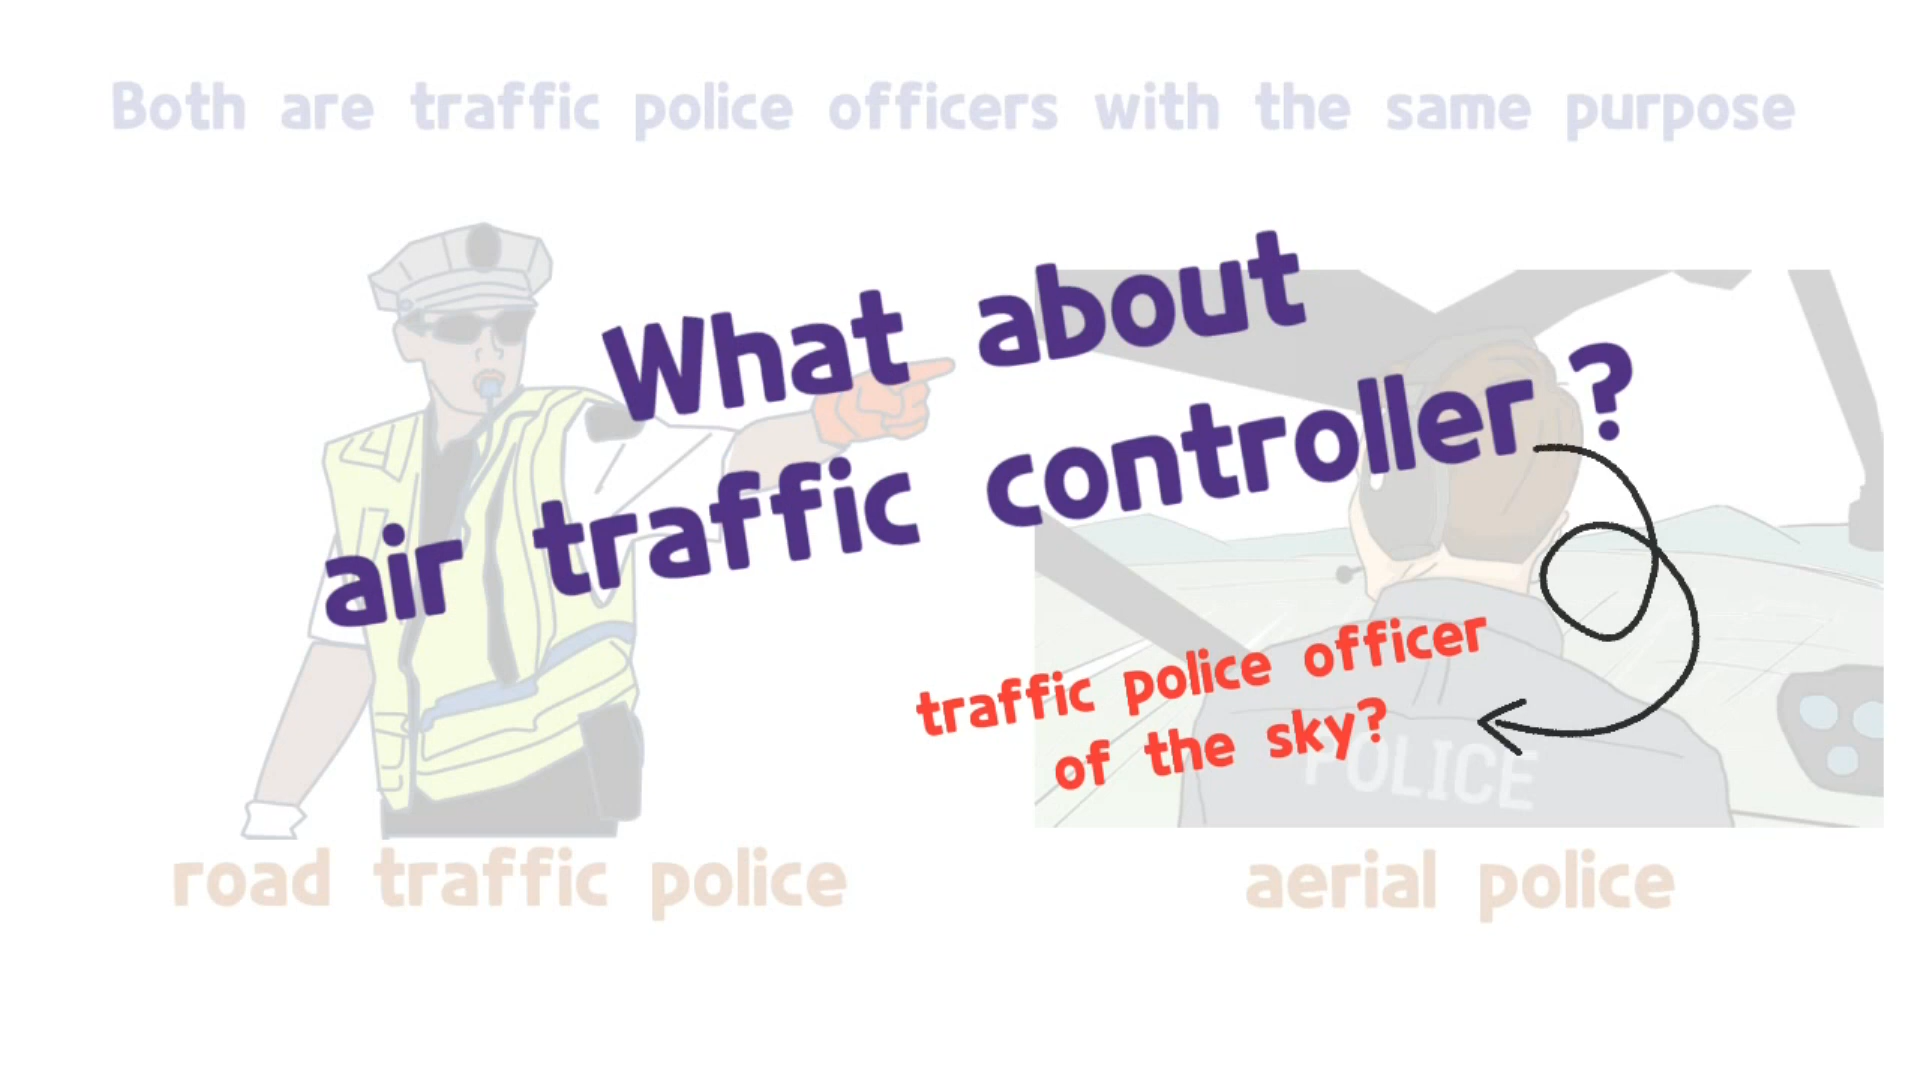 Both are traffic police officers with the same purpose
What about
air traffic controller ?
traffic police officer
of the sky?
POLICE
road traffic police
aerial police